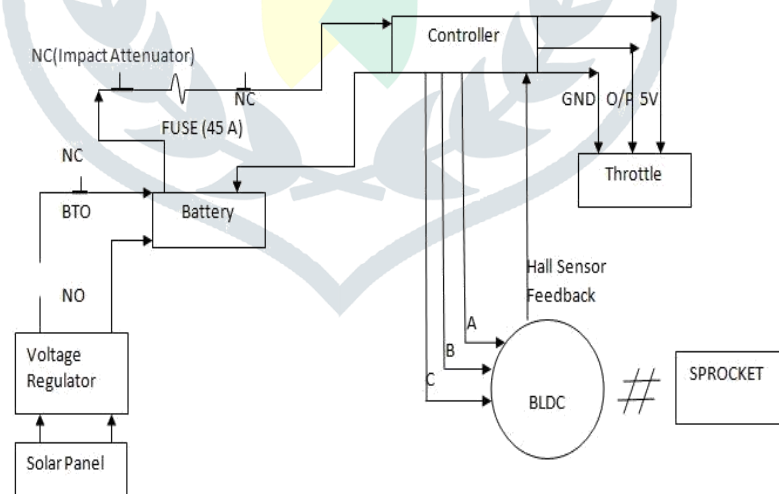 Controller
NC(Impact Attenuator)
NC
FUSE (45 A)
GND O/P 5V
NC
Throttle
BTO
Battery
Hall Sensor
Feedback
NO
A
B
C
Voltage
Regulator
BLDC
SPROCKET
Solar Panel